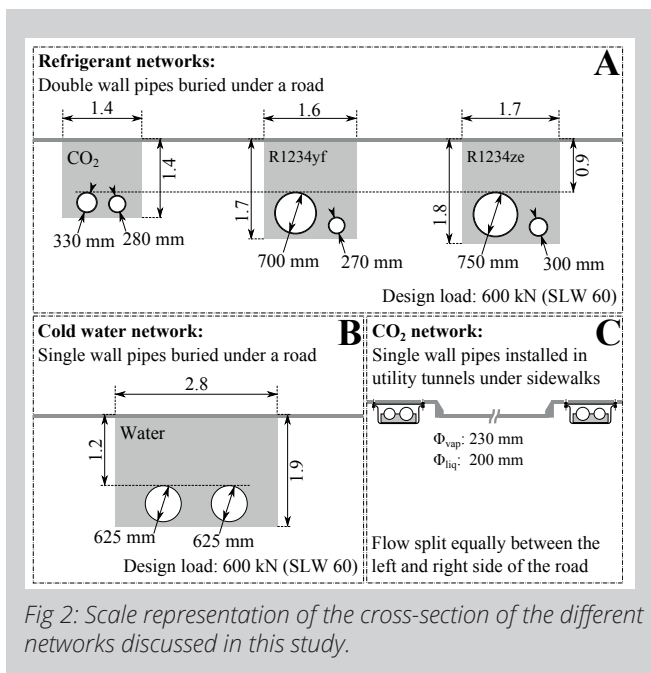 Refrigerant networks:
A
Double wall pipes buried under a road
1.4
1.6
1.7
CO2
1.4
R1234yf
1.7
R1234ze
1.8
0.9
330 mm
280 mm
700 mm
270 mm
750 mm
300 mm
Design load: 600 kN (SLW 60)
Cold water network:
B
Single wall pipes buried under a road
2.8
Water
1.2
1.9
625 mm
625 mm
Design load: 600 kN (SLW 60)
CO2 network:
C
Single wall pipes installed in
utility tunnels under sidewalks
Φvap: 230 mm
Φliq: 200 mm
Flow split equally between the
left and right side of the road
Fig 2: Scale representation of the cross-section of the different
networks discussed in this study.